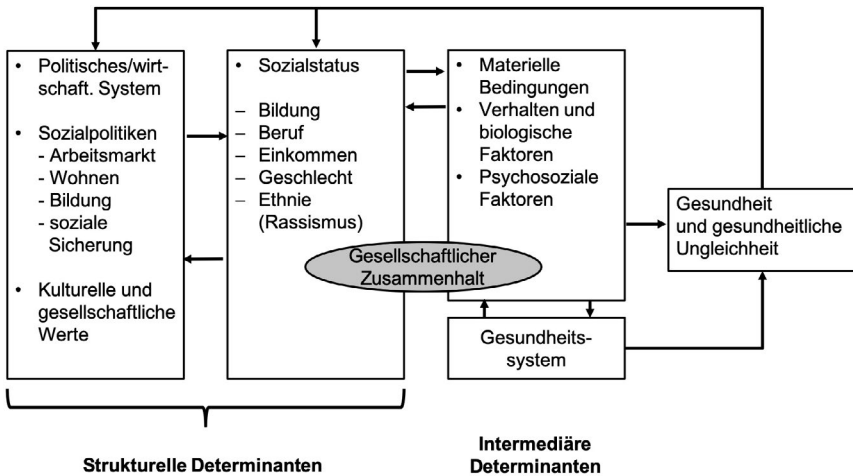 • Politisches/wirt-
schaft. System
• Sozialpolitiken
- Arbeitsmarkt
- Wohnen
- Bildung
- soziale
Sicherung
• Kulturelle und
gesellschaftliche
Werte
• Sozialstatus
– Bildung
– Beruf
– Einkommen
– Geschlecht
– Ethnie
(Rassismus)
Gesellschaftlicher
Zusammenhalt
• Materielle
Bedingungen
• Verhalten und
biologische
Faktoren
• Psychosoziale
Faktoren
Gesundheits-
system
Gesundheit
und gesundheitliche
Ungleichheit
Strukturelle Determinanten
Intermediäre
Determinanten